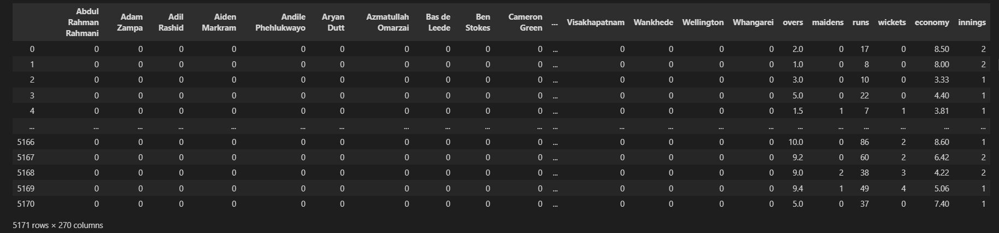 Abdul Rahman Rahmani Adam Zampa Adil Rashid Aiden Markram Andile Phehlukwayo Aryan Dutt Azmatullah Omarzai Bas de Leede Ben Stokes Cameron Green ... Visakhapatnam Wankhede Wellington Whangarei overs maidens runs wickets economy innings
0 0 0 0 0 0 0 0 0 0 0 ... 0 0 0 0 2.0 0 17 0 8.50 2
1 0 0 0 0 0 0 0 0 0 0 ... 0 0 0 0 1.0 0 8 0 8.00 2
2 0 0 0 0 0 0 0 0 0 0 ... 0 0 0 0 3.0 0 10 0 3.33 1
3 0 0 0 0 0 0 0 0 0 0 ... 0 0 0 0 5.0 0 22 0 4.40 1
4 0 0 0 0 0 0 0 0 0 0 ... 0 0 0 0 1.5 1 7 1 3.81 1
... ... ... ... ... ... ... ... ... ... ... ... ... ... ... ... ... ... ... ... ... ...
5166 0 0 0 0 0 0 0 0 0 0 ... 0 0 0 0 10.0 0 86 2 8.60 1
5167 0 0 0 0 0 0 0 0 0 0 ... 0 0 0 0 9.2 0 60 2 6.42 2
5168 0 0 0 0 0 0 0 0 0 0 ... 0 0 0 0 9.0 2 38 3 4.22 2
5169 0 0 0 0 0 0 0 0 0 0 ... 0 0 0 0 9.4 1 49 4 5.06 1
5170 0 0 0 0 0 0 0 0 0 0 ... 0 0 0 0 5.0 0 37 0 7.40 1
5171 rows × 270 columns